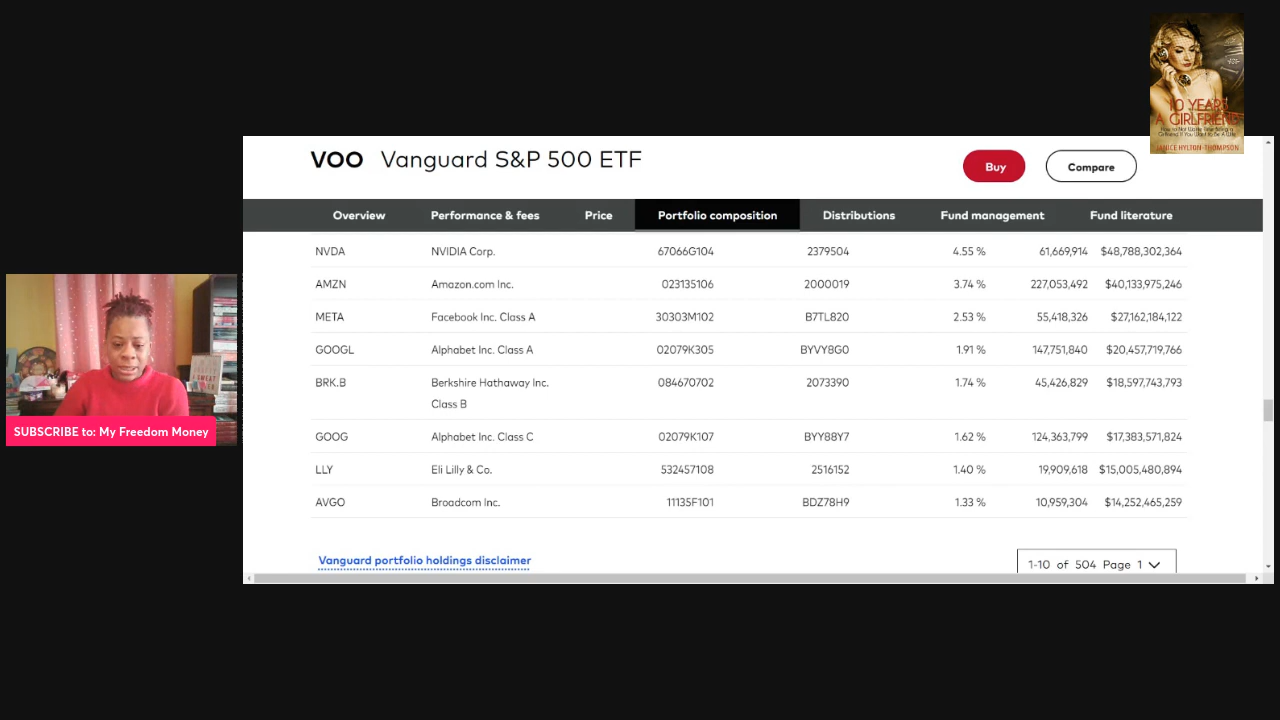 10 YEARS
A GIRLFRIEND
JANICE HYLTON-THOMPSON
VOO Vanguard S&P 500 ETF
Buy
Compare
Overview Performance & fees Price Portfolio composition Distributions Fund management Fund literature
NVDA NVIDIA Corp. 67066G104 2379504 4.55 % 61,669,914 $48,788,302,364
AMZN Amazon.com Inc. 023135106 2000019 3.74 % 227,053,492 $40,133,975,246
META Facebook Inc. Class A 30303M102 B7TL820 2.53 % 55,418,326 $27,162,184,122
GOOGL Alphabet Inc. Class A 02079K305 BYVY8G0 1.91 % 147,751,840 $20,457,719,766
BRK.B Berkshire Hathaway Inc. 084670702 2073390 1.74 % 45,426,829 $18,597,743,793
Class B
GOOG Alphabet Inc. Class C 02079K107 BYY88Y7 1.62 % 124,363,799 $17,383,571,824
LLY Eli Lilly & Co. 532457108 2516152 1.40 % 19,909,618 $15,005,480,894
AVGO Broadcom Inc. 11135F101 BDZ78H9 1.33 % 10,959,304 $14,252,465,259
Vanguard portfolio holdings disclaimer
1-10 of 504 Page 1
SUBSCRIBE to: My Freedom Money